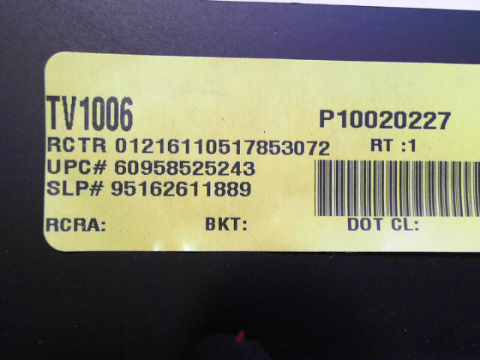 TV1006 P10020227
RCTR 01216110517853072 RT :1
UPC# 60958525243
SLP# 95162611889
RCRA: BKT: DOT CL: